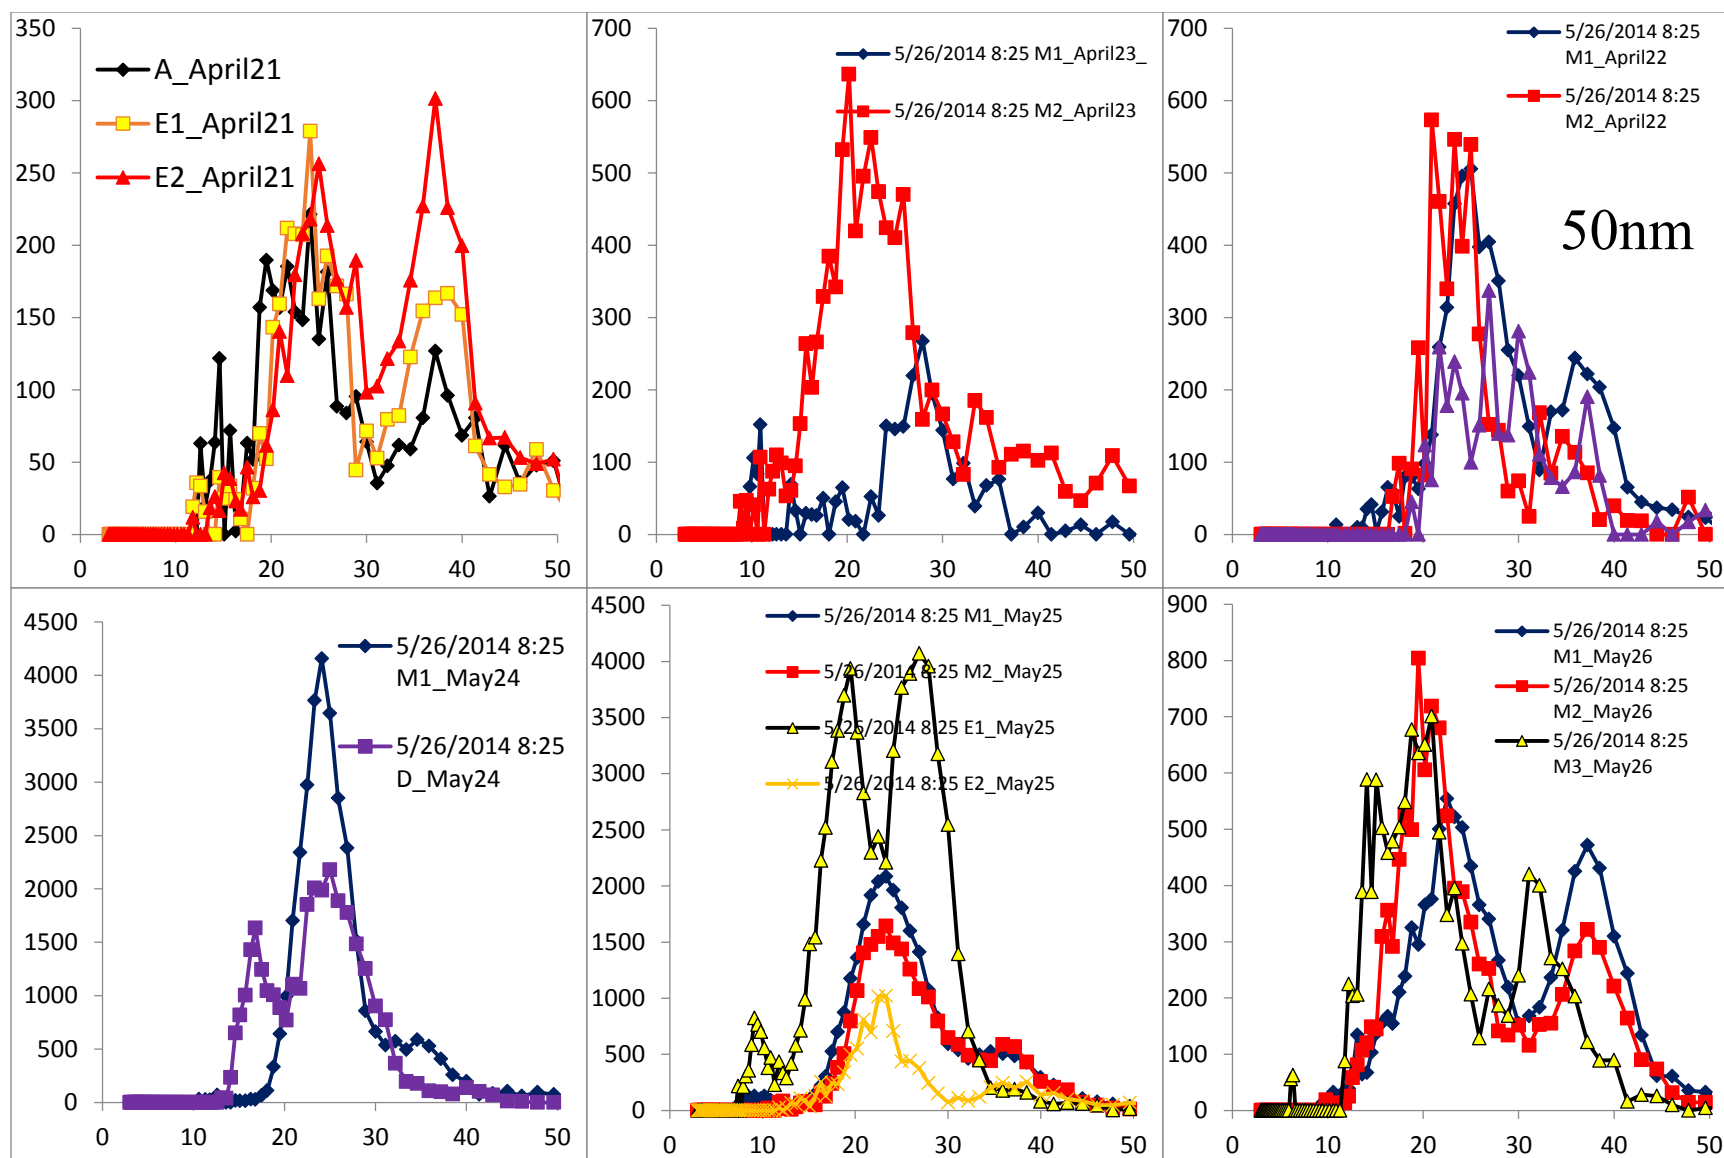 350
300
250
200
150
100
50
0
0 10 20 30 40 50
A_April21
E1_April21
E2_April21
700
600
500
400
300
200
100
0
0 10 20 30 40 50
5/26/2014 8:25 M1_April23_
5/26/2014 8:25 M2_April23
700
600
500
400
300
200
100
0
0 10 20 30 40 50
5/26/2014 8:25
M1_April22
5/26/2014 8:25
M2_April22
50nm
4500
4000
3500
3000
2500
2000
1500
1000
500
0
0 10 20 30 40 50
5/26/2014 8:25
M1_May24
5/26/2014 8:25
D_May24
4500
4000
3500
3000
2500
2000
1500
1000
500
0
0 10 20 30 40 50
5/26/2014 8:25 M1_May25
5/26/2014 8:25 M2_May25
5/26/2014 8:25 E1_May25
5/26/2014 8:25 E2_May25
900
800
700
600
500
400
300
200
100
0
0 10 20 30 40 50
5/26/2014 8:25
M1_May26
5/26/2014 8:25
M2_May26
5/26/2014 8:25
M3_May26